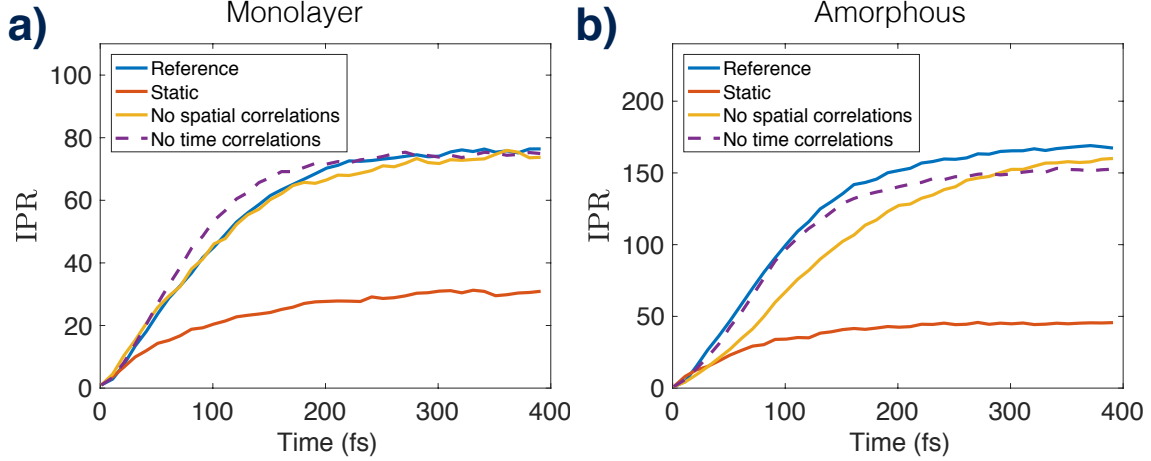 a)
Monolayer
IPR
100
80
60
40
20
0
Reference
Static
No spatial correlations
No time correlations
0 100 200 300 400
Time (fs)
b)
Amorphous
IPR
200
150
100
50
0
Reference
Static
No spatial correlations
No time correlations
0 100 200 300 400
Time (fs)